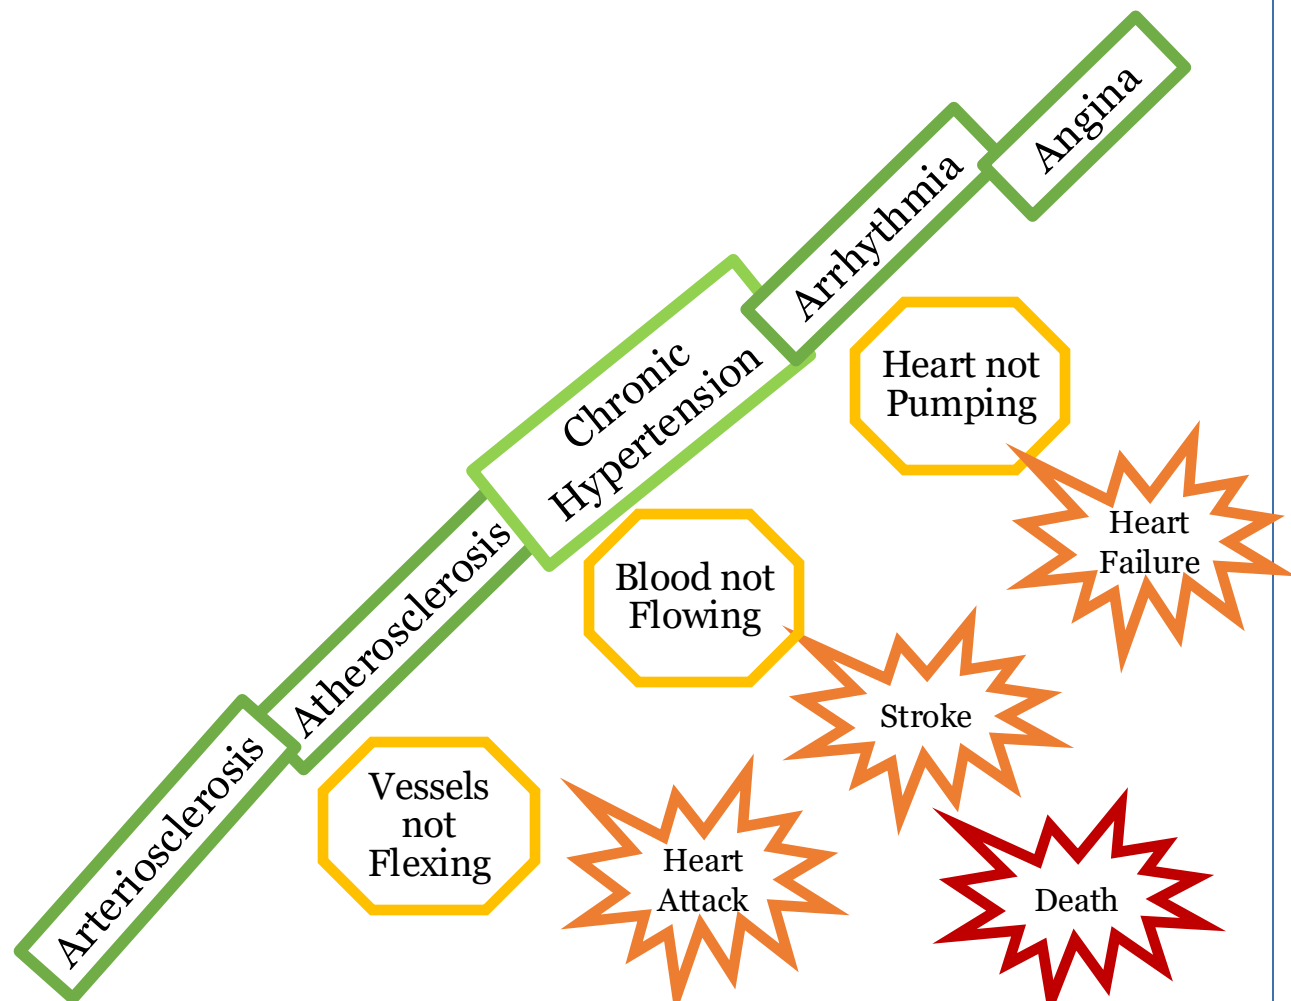 Angina
Arrhythmia
Chronic
Hypertension
Atherosclerosis
Arteriosclerosis
Heart not
Pumping
Heart
Failure
Blood not
Flowing
Stroke
Vessels
not
Flexing
Heart
Attack
Death